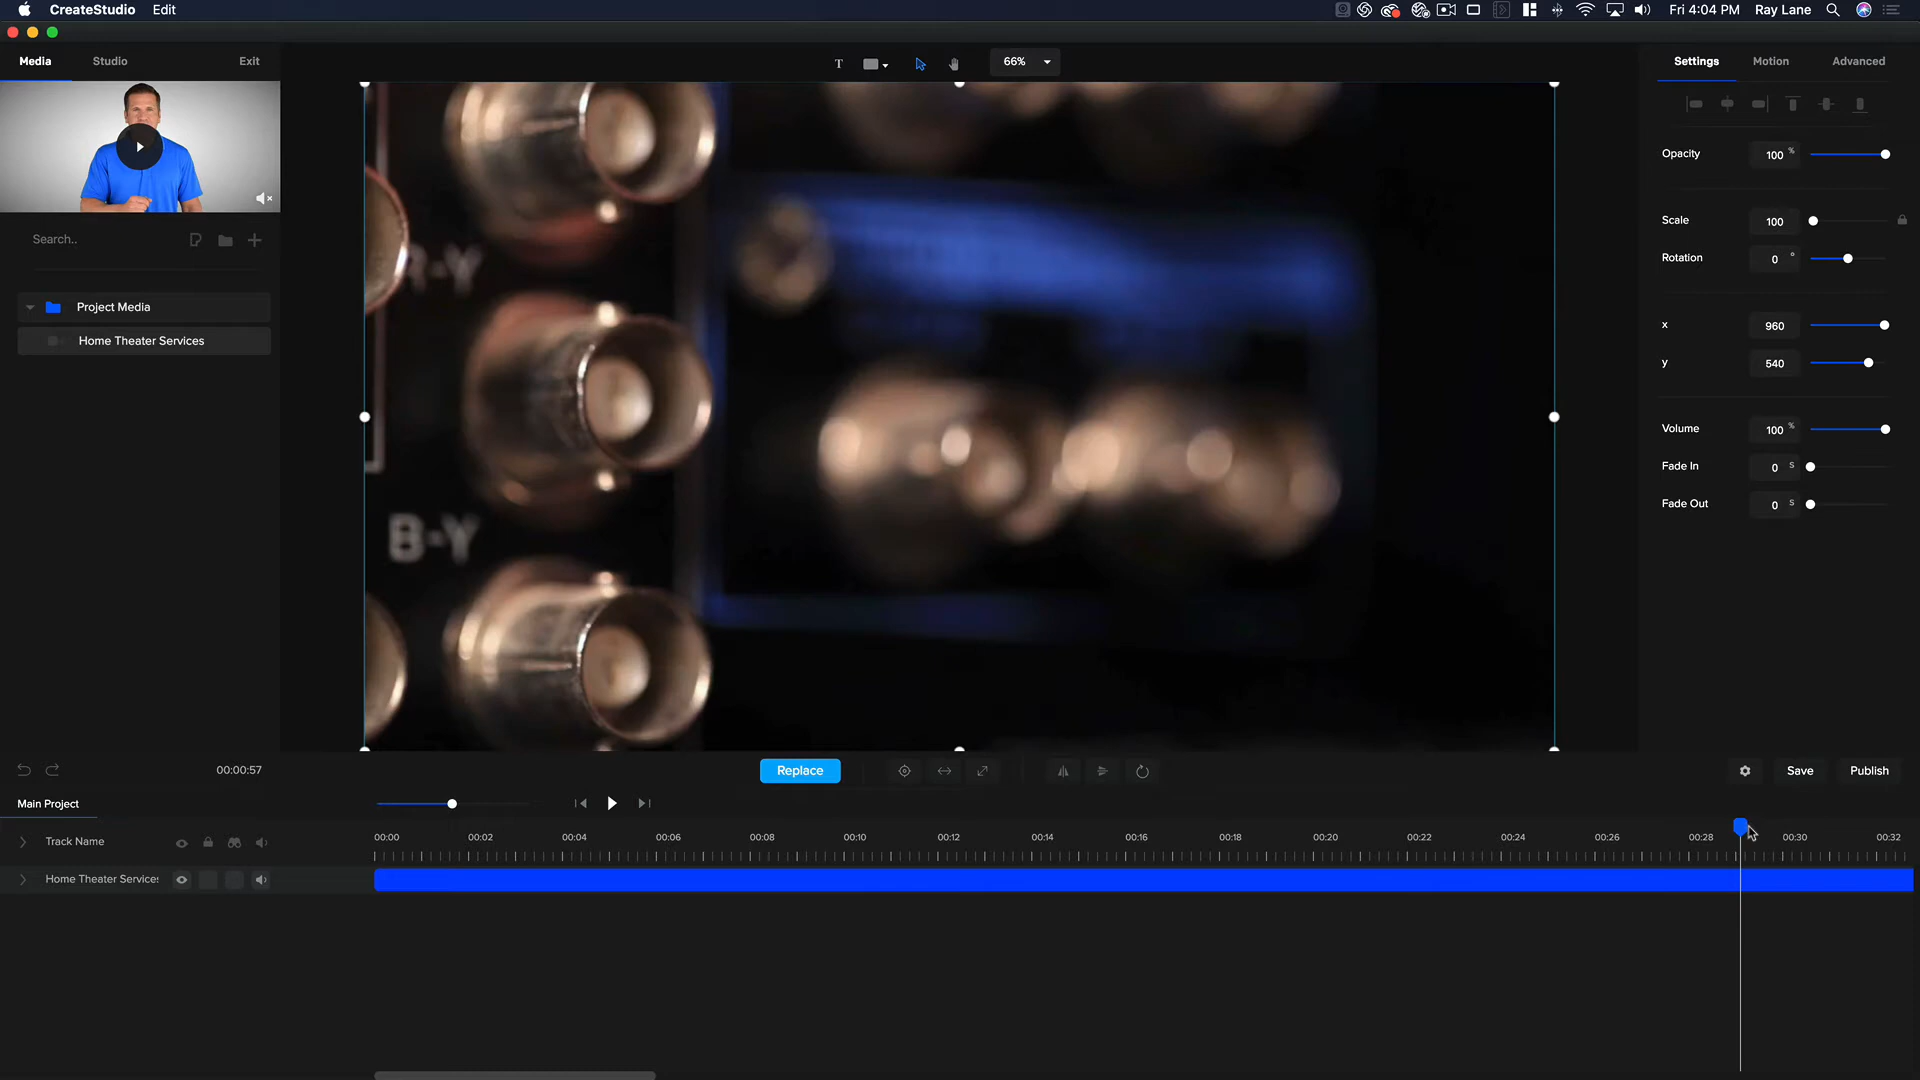 CreateStudio Edit Fri 4:04 PM Ray Lane
Media Studio Exit
T 66%
Settings Motion Advanced
Opacity 100 %
Search..
Scale 100
Rotation 0 °
Project Media
Home Theater Services
x 960
y 540
Volume 100 %
Fade In 0 s
Fade Out 0 s
R-Y
B-Y
00:00:57
Replace
Save Publish
Main Project
Track Name
00:00 00:02 00:04 00:06 00:08 00:10 00:12 00:14 00:16 00:18 00:20 00:22 00:24 00:26 00:28 00:30 00:32
Home Theater Services